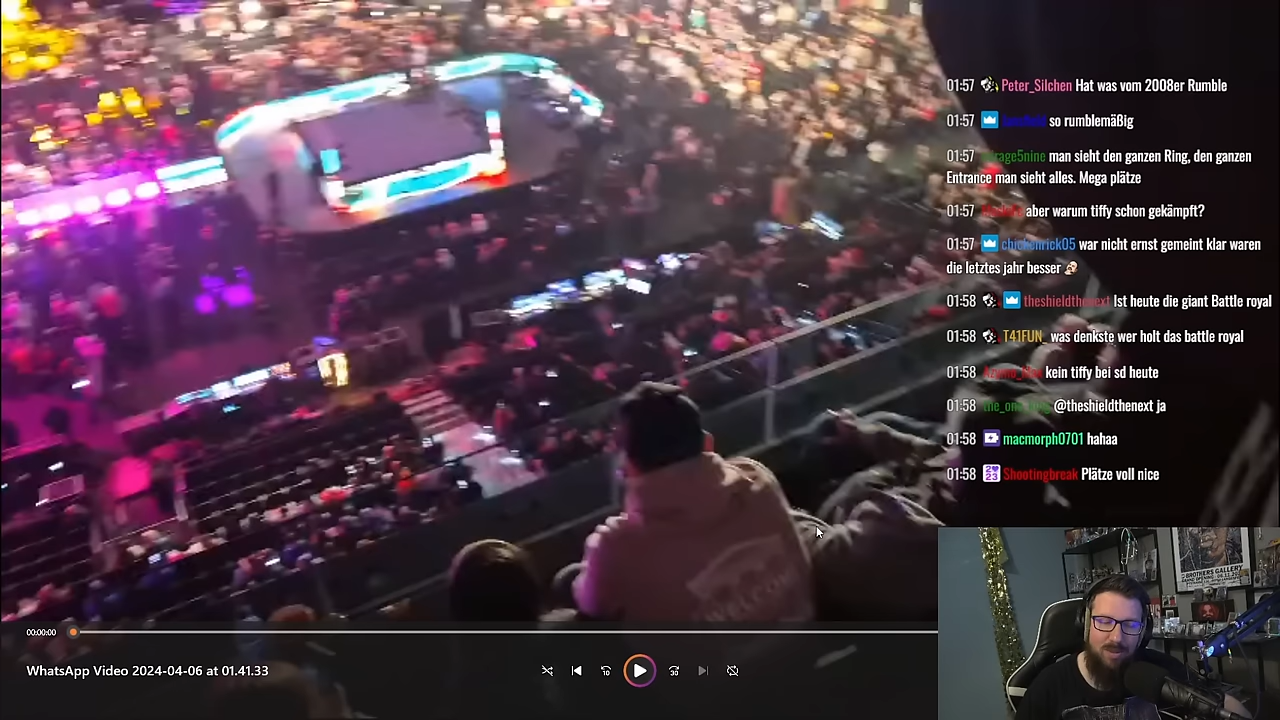 01:57 Peter_Silchen Hat was vom 2008er Rumble
01:57 so rumblemäßig
01:57 man sieht den ganzen Ring, den ganzen
Entrance man sieht alles. Mega plätze
01:57 aber warum tiffy schon gekämpft?
01:57 chickenrick05 war nicht ernst gemeint klar waren
die letztes jahr besser
01:58 theshieldthenext Ist heute die giant Battle royal
01:58 T41FUN_ was denkste wer holt das battle royal
01:58 kein tiffy bei sd heute
01:58 @theshieldthenext ja
01:58 macmorph0701 hahaa
01:58 Shootingbreak Plätze voll nice
BROTHERS GALLERY
00:00:00
WhatsApp Video 2024-04-06 at 01.41.33
10
30